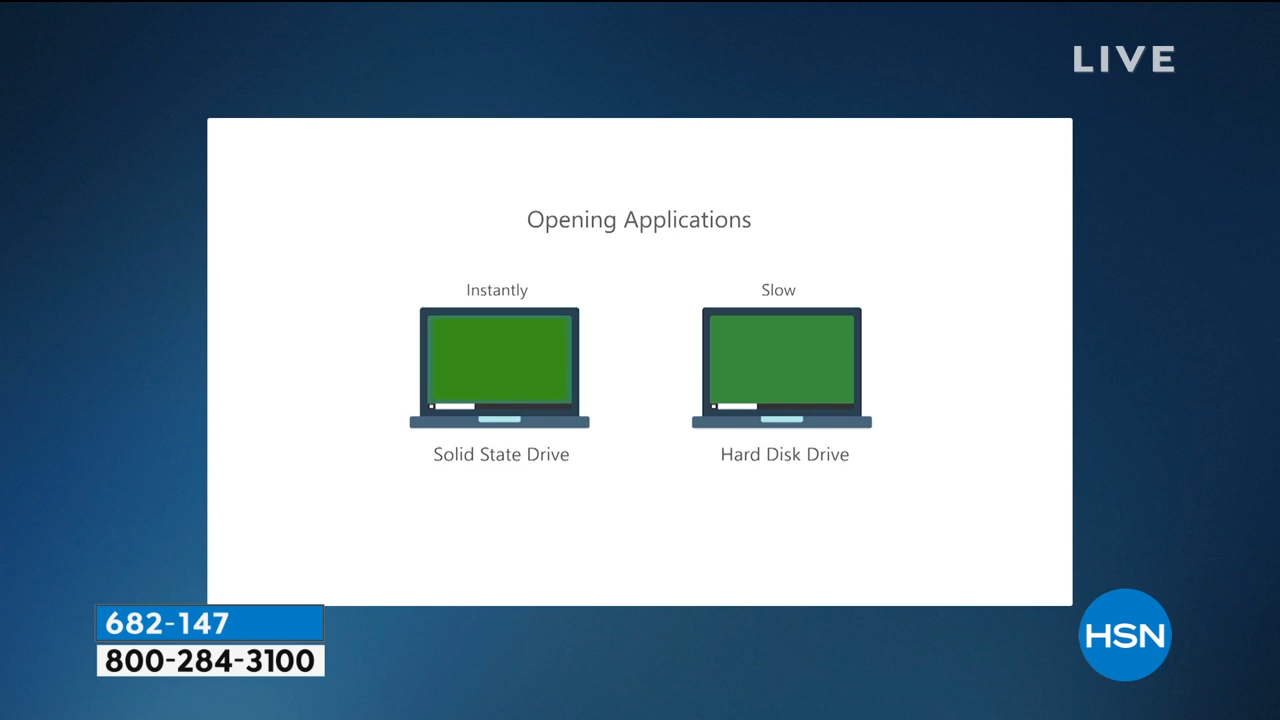 LIVE
Opening Applications
Instantly
Slow
Solid State Drive
Hard Disk Drive
682-147
800-284-3100
HSN